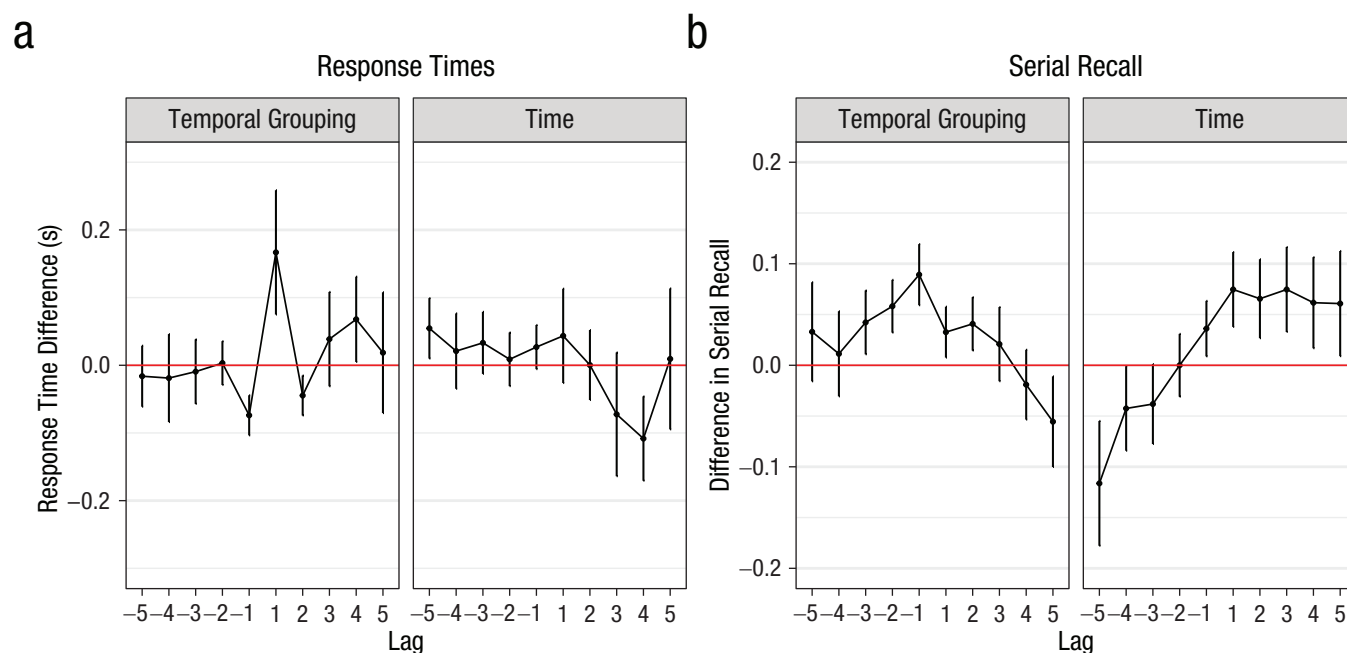 a
Response Times
Temporal Grouping
Time
Response Time Difference (s)
0.2
0.0
−0.2
−5 −4 −3 −2 −1 1 2 3 4 5
−5 −4 −3 −2 −1 1 2 3 4 5
Lag
b
Serial Recall
Temporal Grouping
Time
Difference in Serial Recall
0.2
0.1
0.0
−0.1
−0.2
−5 −4 −3 −2 −1 1 2 3 4 5
−5 −4 −3 −2 −1 1 2 3 4 5
Lag